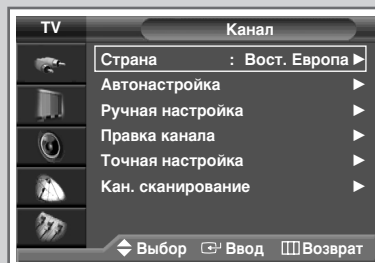 TV
Канал
Страна : Вост. Европа
Автонастройка
Ручная настройка
Правка канала
Точная настройка
Кан. сканирование
Выбор Ввод Возврат